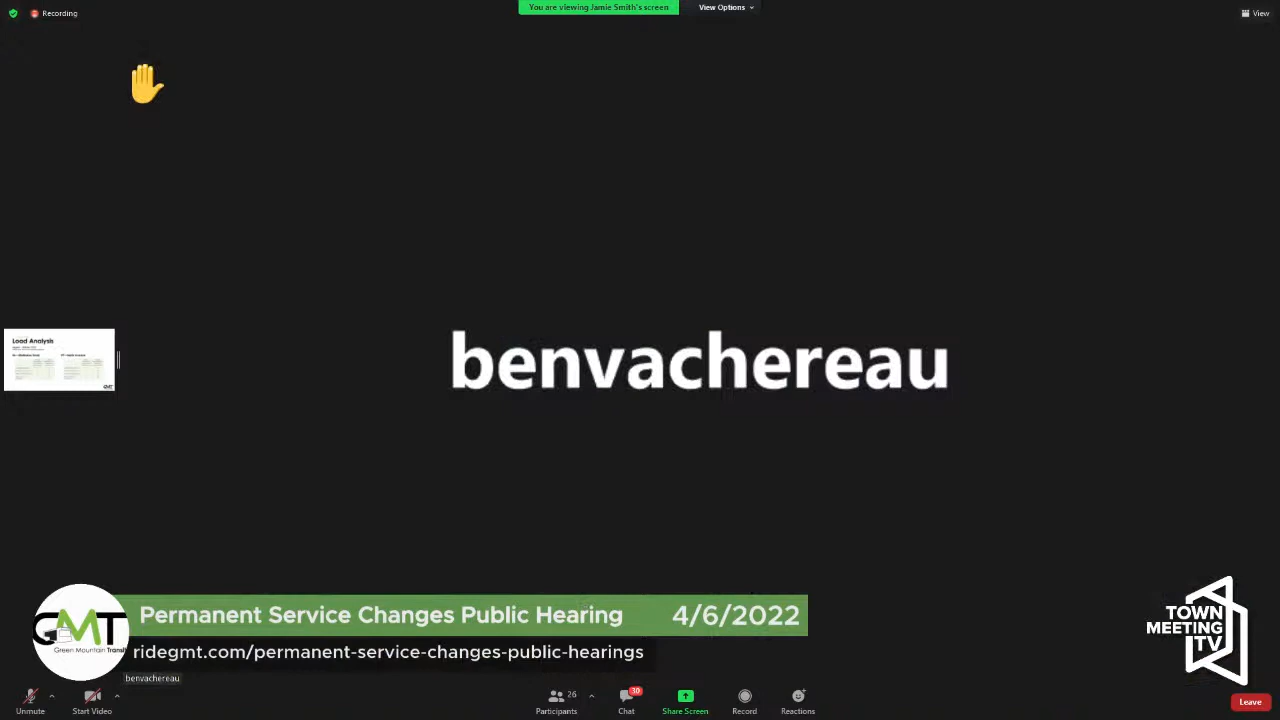 Recording
You are viewing Jamie Smith's screen
View Options
View
Load Analysis
benvachereau
GMT
Green Mountain Transit
Permanent Service Changes Public Hearing 4/6/2022
ridegmt.com/permanent-service-changes-public-hearings
TOWN
MEETING
TV
benvachereau
Unmute
Start Video
26
Participants
30
Chat
Share Screen
Record
Reactions
Leave